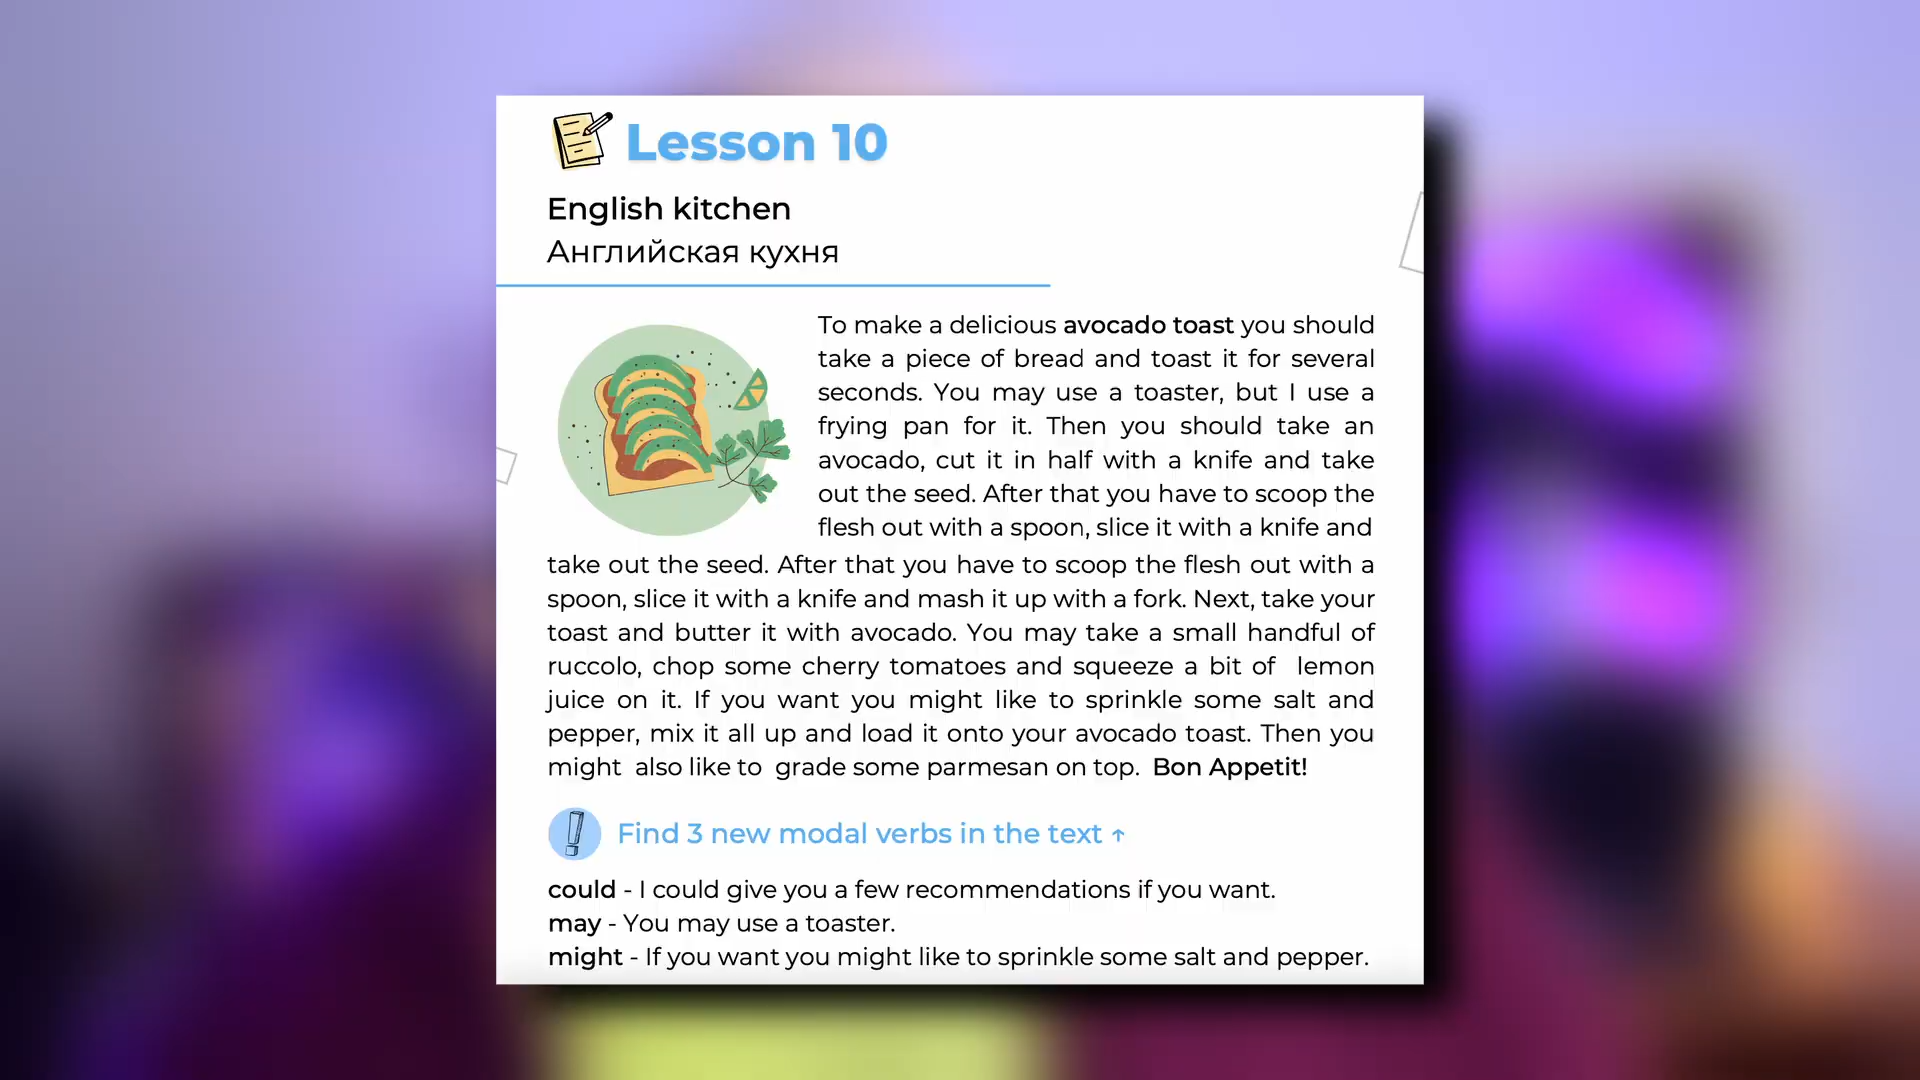 Lesson 10
English kitchen
Английская кухня
To make a delicious avocado toast you should
take a piece of bread and toast it for several
seconds. You may use a toaster, but I use a
frying pan for it. Then you should take an
avocado, cut it in half with a knife and take
out the seed. After that you have to scoop the
flesh out with a spoon, slice it with a knife and
take out the seed. After that you have to scoop the flesh out with a
spoon, slice it with a knife and mash it up with a fork. Next, take your
toast and butter it with avocado. You may take a small handful of
ruccolo, chop some cherry tomatoes and squeeze a bit of lemon
juice on it. If you want you might like to sprinkle some salt and
pepper, mix it all up and load it onto your avocado toast. Then you
might also like to grade some parmesan on top. Bon Appetit!
Find 3 new modal verbs in the text ↑
could - I could give you a few recommendations if you want.
may - You may use a toaster.
might - If you want you might like to sprinkle some salt and pepper.